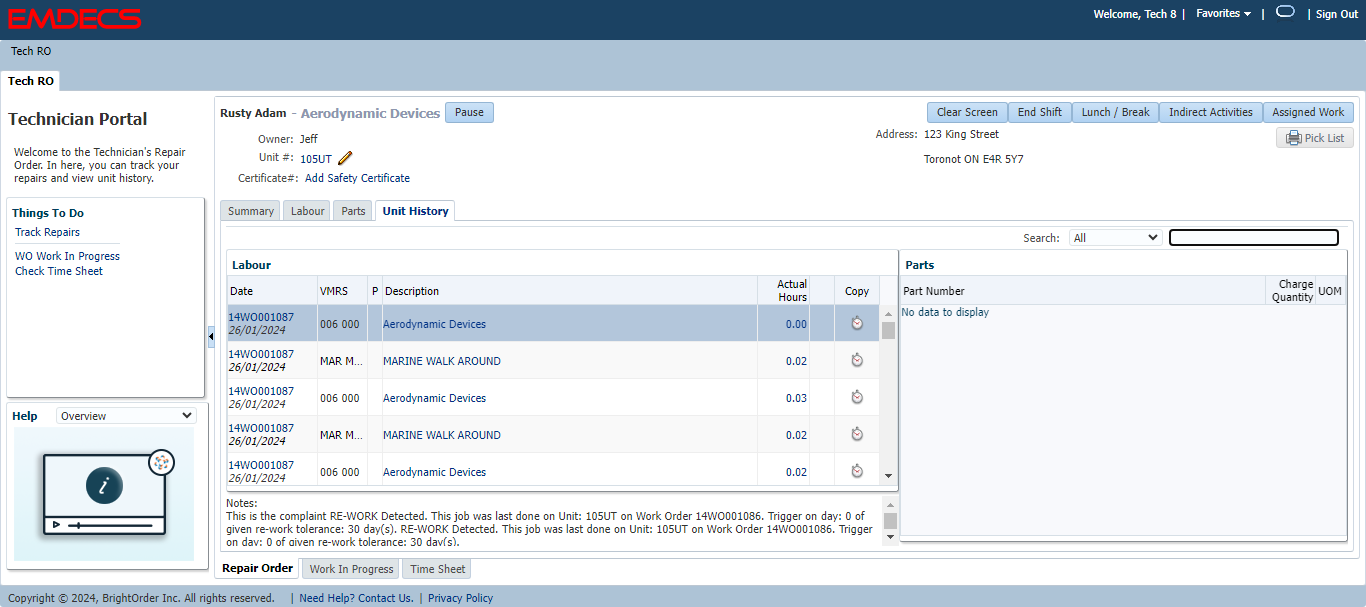 EMDECS
Welcome, Tech 8 | Favorites | | Sign Out
Tech RO
Tech RO
Technician Portal
Welcome to the Technician's Repair
Order. In here, you can track your
repairs and view unit history.
Things To Do
Track Repairs
WO Work In Progress
Check Time Sheet
Help Overview
i
Rusty Adam - Aerodynamic Devices Pause
Clear Screen End Shift Lunch / Break Indirect Activities Assigned Work
Owner: Jeff
Address: 123 King Street
Pick List
Unit #: 105UT
Toronot ON E4R 5Y7
Certificate#: Add Safety Certificate
Summary Labour Parts Unit History
Search: All
Labour
Date VMRS P Description Actual Hours Copy
14WO001087
26/01/2024 006 000 Aerodynamic Devices 0.00
14WO001087
26/01/2024 MAR M... MARINE WALK AROUND 0.02
14WO001087
26/01/2024 006 000 Aerodynamic Devices 0.03
14WO001087
26/01/2024 MAR M... MARINE WALK AROUND 0.02
14WO001087
26/01/2024 006 000 Aerodynamic Devices 0.02
Parts
Part Number Charge Quantity UOM
No data to display
Notes:
This is the complaint RE-WORK Detected. This job was last done on Unit: 105UT on Work Order 14WO001086. Trigger on day: 0 of
given re-work tolerance: 30 day(s). RE-WORK Detected. This job was last done on Unit: 105UT on Work Order 14WO001086. Trigger
on day: 0 of given re-work tolerance: 30 day(s).
Repair Order Work In Progress Time Sheet
Copyright © 2024, BrightOrder Inc. All rights reserved. | Need Help? Contact Us. | Privacy Policy